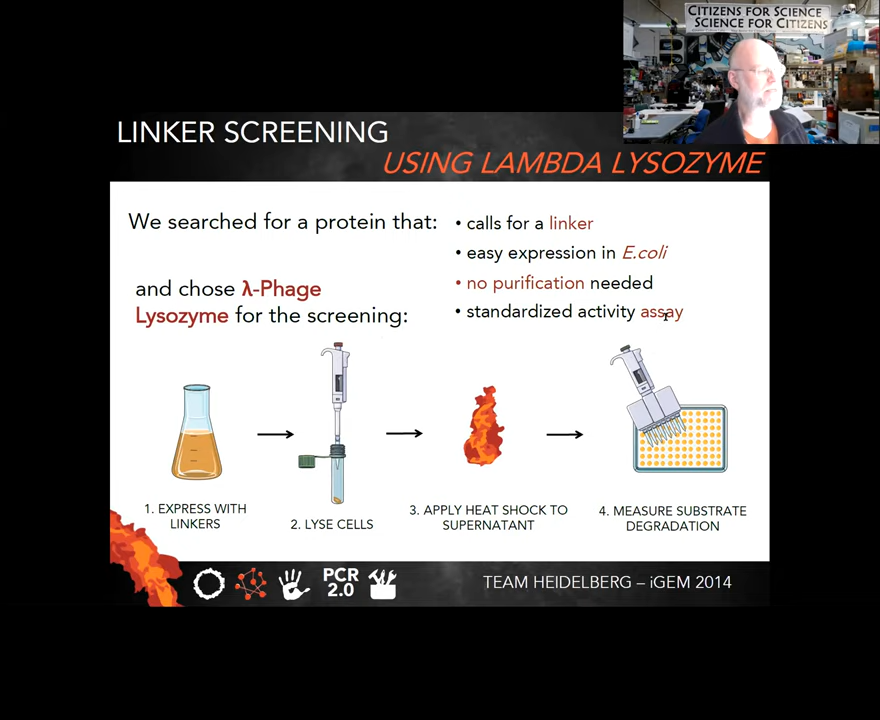 CITIZENS FOR SCIENCE
SCIENCE FOR CITIZENS
LINKER SCREENING
USING LAMBDA LYSOZYME
We searched for a protein that:
• calls for a linker
• easy expression in E.coli
• no purification needed
• standardized activity assay
and chose λ-Phage
Lysozyme for the screening:
1. EXPRESS WITH
LINKERS
2. LYSE CELLS
3. APPLY HEAT SHOCK TO
SUPERNATANT
4. MEASURE SUBSTRATE
DEGRADATION
PCR
2.0
TEAM HEIDELBERG – iGEM 2014